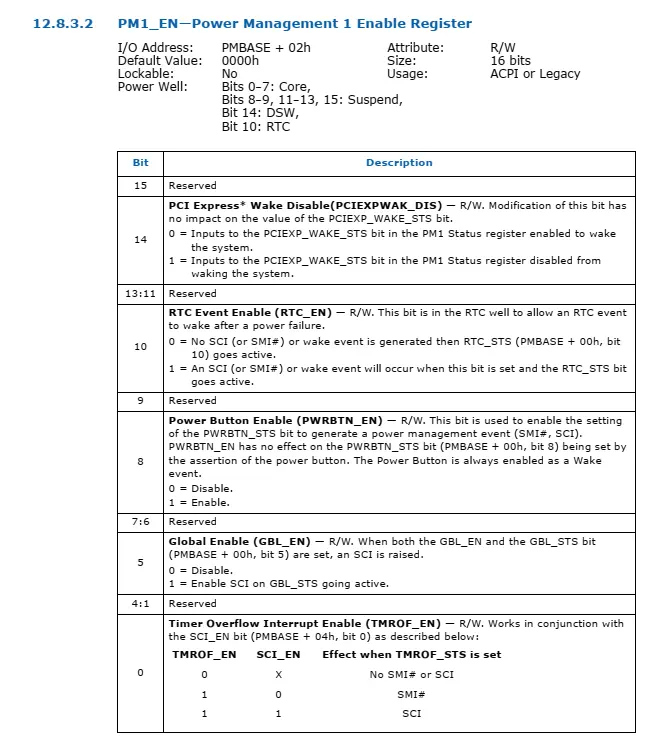 12.8.3.2 PM1_EN—Power Management 1 Enable Register
I/O Address: PMBASE + 02h Attribute: R/W
Default Value: 0000h Size: 16 bits
Lockable: No Usage: ACPI or Legacy
Power Well: Bits 0–7: Core,
Bits 8–9, 11–13, 15: Suspend,
Bit 14: DSW,
Bit 10: RTC
Bit Description
15 Reserved
PCI Express* Wake Disable(PCIEXPWAK_DIS) — R/W. Modification of this bit has
no impact on the value of the PCIEXP_WAKE_STS bit.
0 = Inputs to the PCIEXP_WAKE_STS bit in the PM1 Status register enabled to wake
14
the system.
1 = Inputs to the PCIEXP_WAKE_STS bit in the PM1 Status register disabled from
waking the system.
13:11 Reserved
RTC Event Enable (RTC_EN) — R/W. This bit is in the RTC well to allow an RTC event
to wake after a power failure.
0 = No SCI (or SMI#) or wake event is generated then RTC_STS (PMBASE + 00h, bit
10
10) goes active.
1 = An SCI (or SMI#) or wake event will occur when this bit is set and the RTC_STS bit
goes active.
9 Reserved
Power Button Enable (PWRBTN_EN) — R/W. This bit is used to enable the setting
of the PWRBTN_STS bit to generate a power management event (SMI#, SCI).
PWRBTN_EN has no effect on the PWRBTN_STS bit (PMBASE + 00h, bit 8) being set by
8 the assertion of the power button. The Power Button is always enabled as a Wake
event.
0 = Disable.
1 = Enable.
7:6 Reserved
Global Enable (GBL_EN) — R/W. When both the GBL_EN and the GBL_STS bit
(PMBASE + 00h, bit 5) are set, an SCI is raised.
5
0 = Disable.
1 = Enable SCI on GBL_STS going active.
4:1 Reserved
Timer Overflow Interrupt Enable (TMROF_EN) — R/W. Works in conjunction with
the SCI_EN bit (PMBASE + 04h, bit 0) as described below:
TMROF_EN SCI_EN Effect when TMROF_STS is set
0 0 X No SMI# or SCI
1 0 SMI#
1 1 SCI